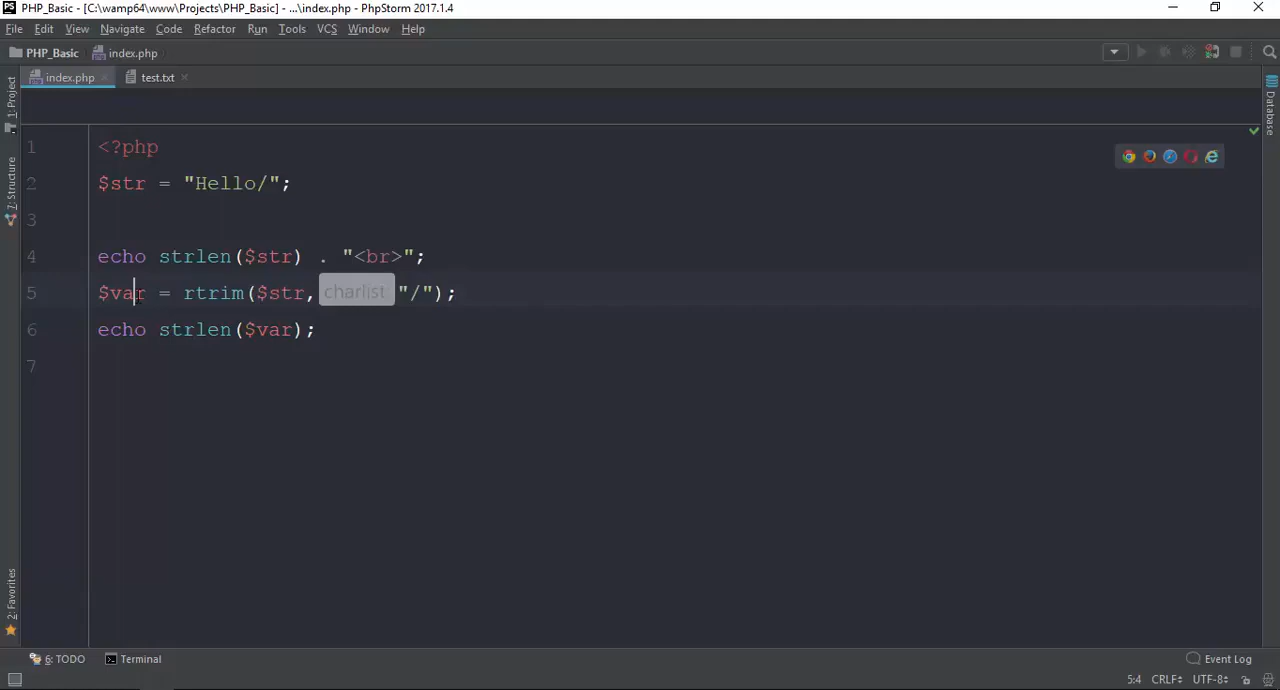 PS PHP_Basic - [C:\wamp64\www\Projects\PHP_Basic] - ...\index.php - PhpStorm 2017.1.4
File Edit View Navigate Code Refactor Run Tools VCS Window Help
PHP_Basic index.php
index.php test.txt
1: Project
7: Structure
2: Favorites
Database
1 <?php
2 $str = "Hello/";
3
4 echo strlen($str) . "<br>";
5 $var = rtrim($str, charlist "/");
6 echo strlen($var);
7
6: TODO Terminal Event Log
5:4 CRLF UTF-8